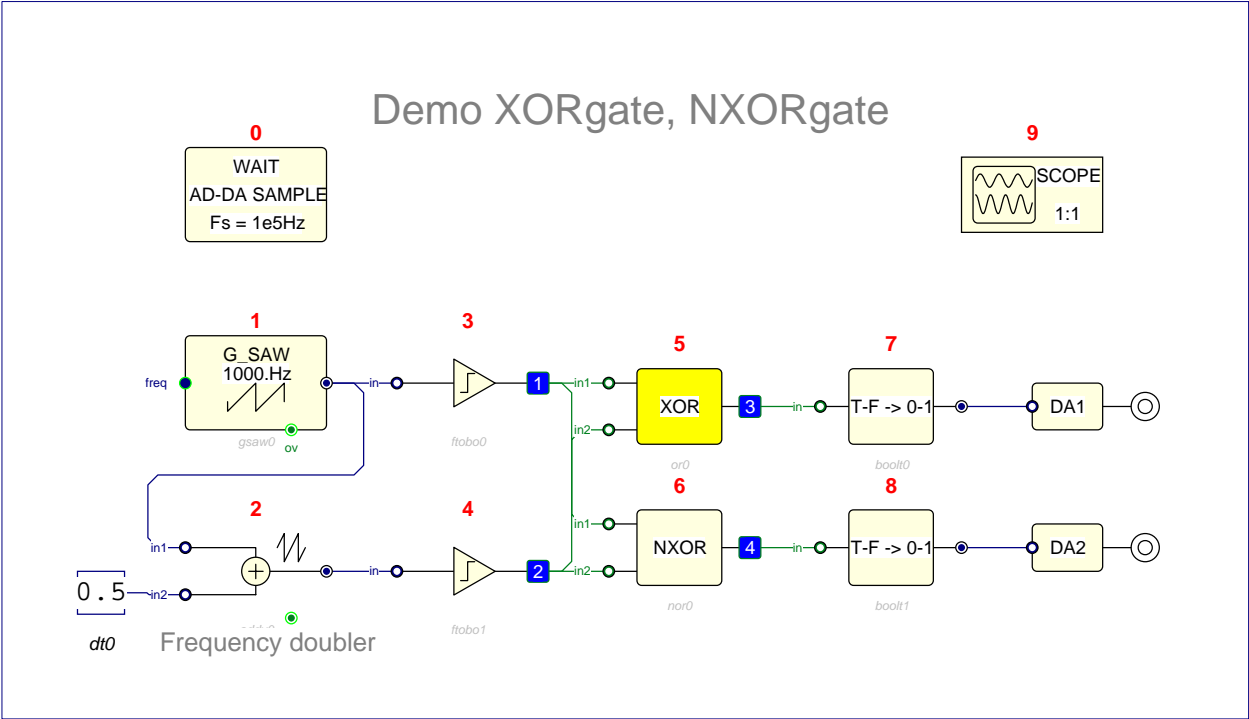 Demo XORgate, NXORgate
0
9
WAIT
AD-DA SAMPLE
Fs = 1e5Hz
SCOPE
1:1
1
3
5
7
G_SAW
1000.Hz
freq
in
1
in1
in2
XOR
3
in
T-F -> 0-1
DA1
gsaw0
ov
ftobo0
or0
boolt0
2
4
6
8
in1
in2
0.5
in
2
in1
in2
NXOR
4
in
T-F -> 0-1
DA2
ftobo1
nor0
boolt1
dt0
Frequency doubler